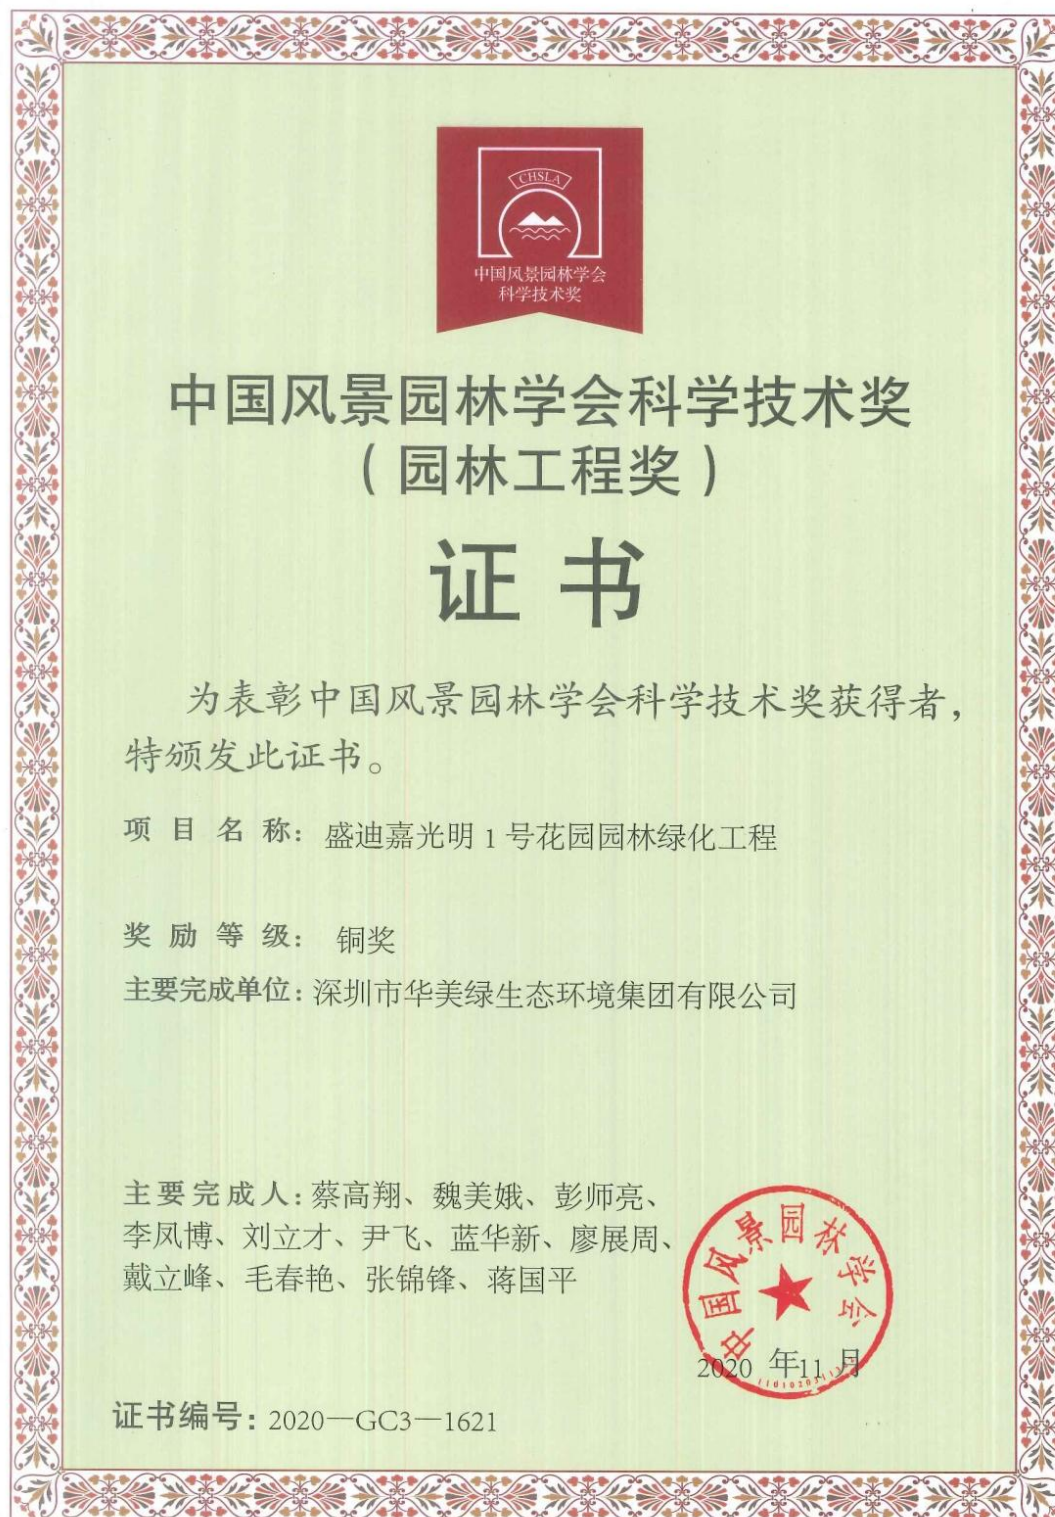 CHSLA
中国风景园林学会
科学技术奖
中国风景园林学会科学技术奖
（园林工程奖）
证书
为表彰中国风景园林学会科学技术奖获得者，
特颁发此证书。
项目名称：盛迪嘉光明1号花园园林绿化工程
奖励等级：铜奖
主要完成单位：深圳市华美绿生态环境集团有限公司
主要完成人：蔡高翔、魏美娥、彭师亮、
李凤博、刘立才、尹飞、蓝华新、廖展周、
戴立峰、毛春艳、张锦锋、蒋国平
中国风景园林学会
2020 年11 月
证书编号：2020—GC3—1621